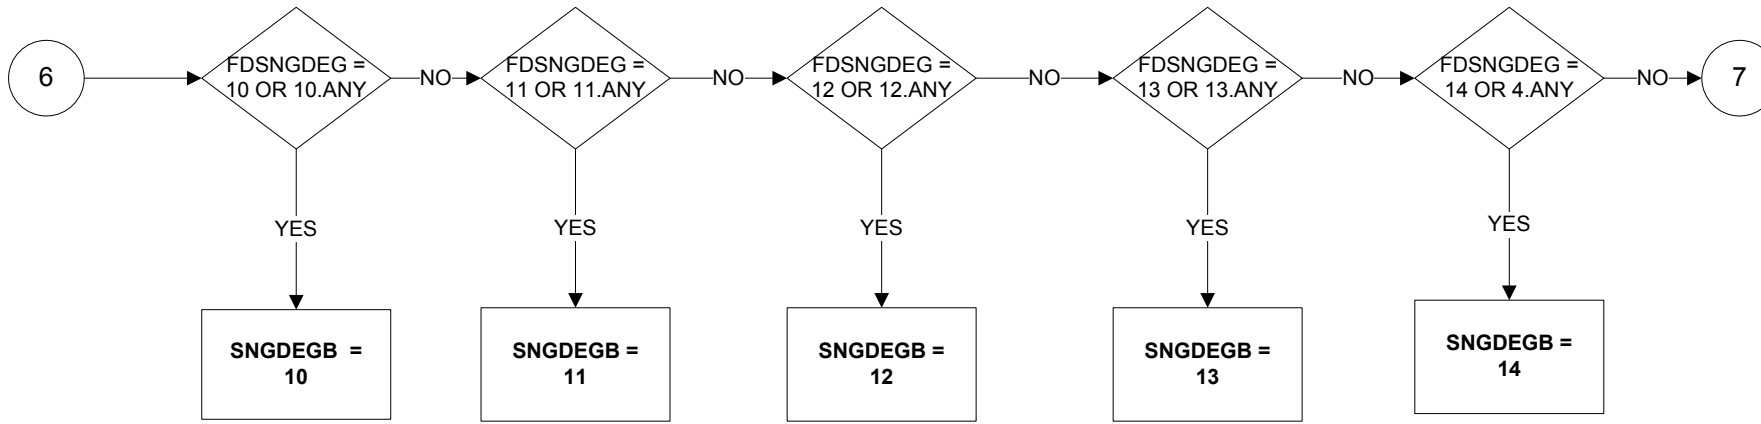 6
FDSNGDEG =
10 OR 10.ANY
NO
FDSNGDEG =
11 OR 11.ANY
NO
FDSNGDEG =
12 OR 12.ANY
NO
FDSNGDEG =
13 OR 13.ANY
NO
FDSNGDEG =
14 OR 4.ANY
NO
7
YES
YES
YES
YES
YES
SNGDEGB =
10
SNGDEGB =
11
SNGDEGB =
12
SNGDEGB =
13
SNGDEGB =
14